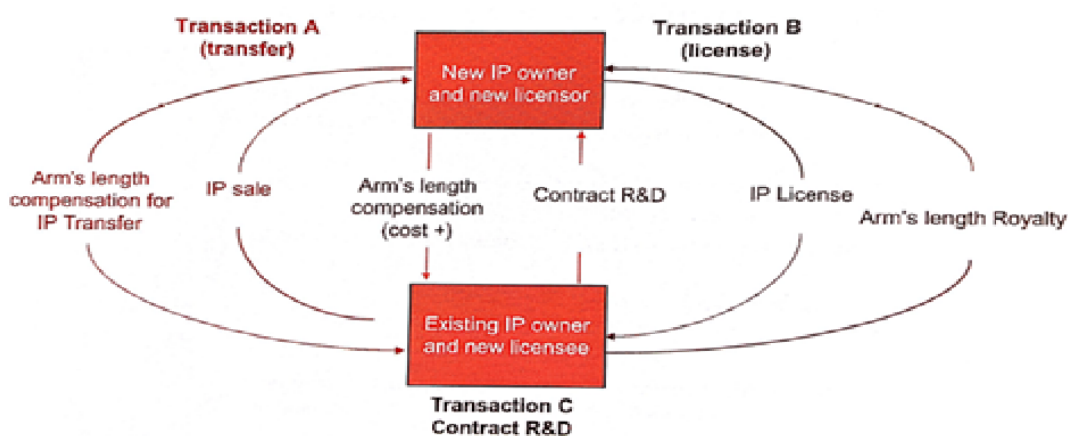 Transaction A
(transfer)
Transaction B
(license)
New IP owner
and new licensor
Arm's length
compensation for
IP Transfer
IP sale
Arm's length
compensation
(cost +)
Contract R&D
IP License
Arm's length Royalty
Existing IP owner
and new licensee
Transaction C
Contract R&D